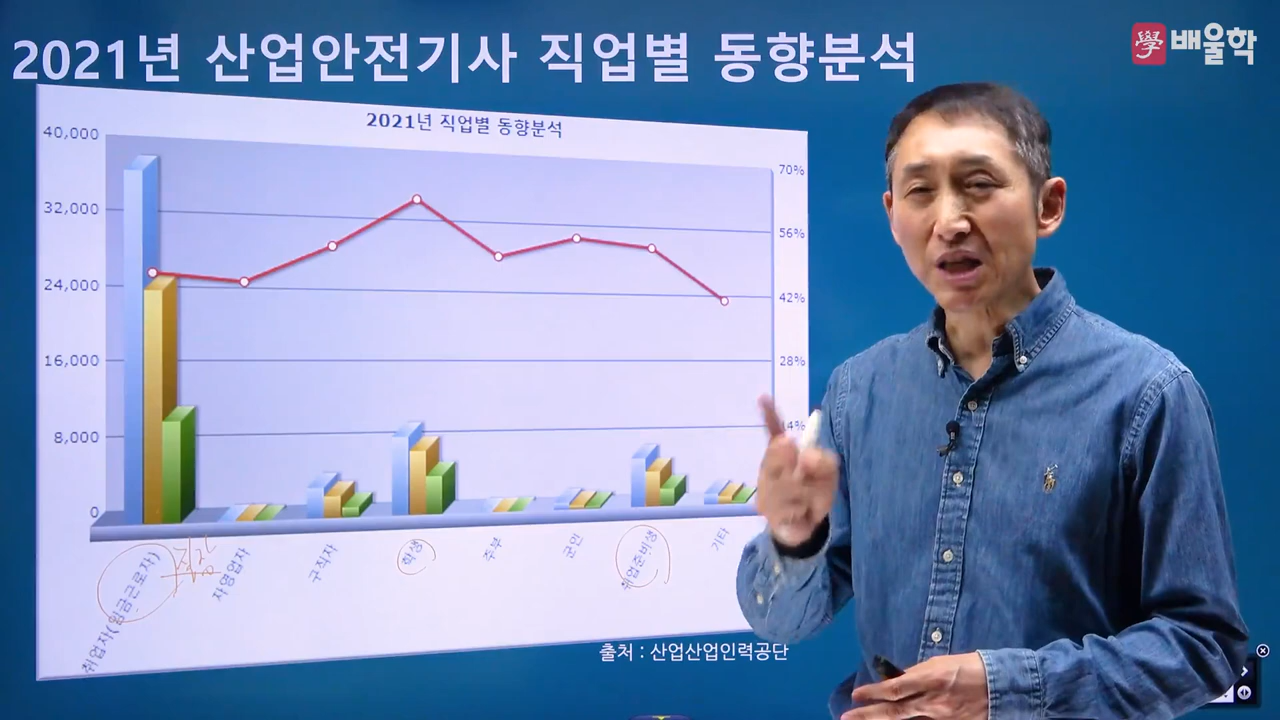 2021년 산업안전기사 직업별 동향분석
學 배울학
2021년 직업별 동향분석
40,000
32,000
24,000
16,000
8,000
0
70%
56%
42%
28%
14%
취업자(임금근로자)
자영업자
구직자
학생
주부
군인
취업준비생
기타
출처 : 산업산업인력공단